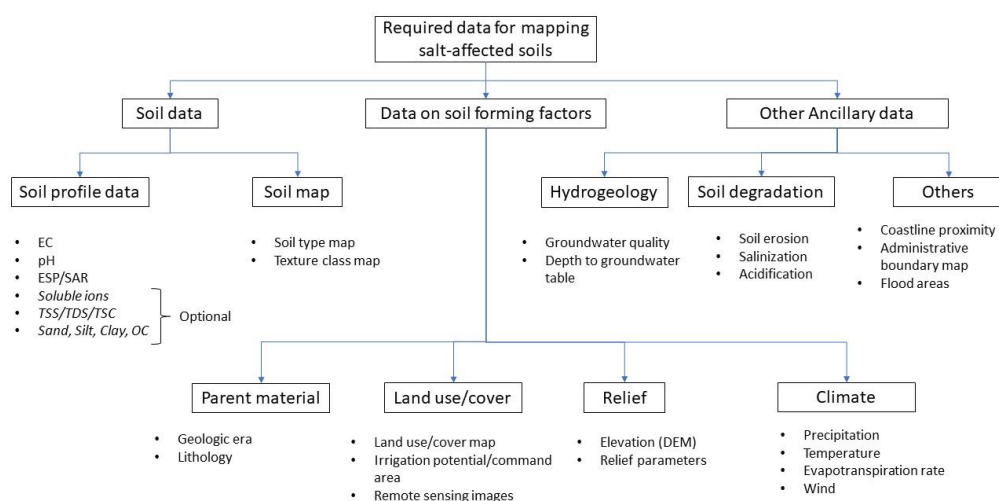 Required data for mapping
salt-affected soils
Soil data
Data on soil forming factors
Other Ancillary data
Soil profile data
Soil map
Hydrogeology
Soil degradation
Others
• EC
• pH
• ESP/SAR
• Soluble ions
• TSS/TDS/TSC
• Sand, Silt, Clay, OC
Optional
• Soil type map
• Texture class map
• Groundwater quality
• Depth to groundwater
table
• Soil erosion
• Salinization
• Acidification
• Coastline proximity
• Administrative
boundary map
• Flood areas
Parent material
Land use/cover
Relief
Climate
• Geologic era
• Lithology
• Land use/cover map
• Irrigation potential/command
area
• Remote sensing images
• Elevation (DEM)
• Relief parameters
• Precipitation
• Temperature
• Evapotranspiration rate
• Wind